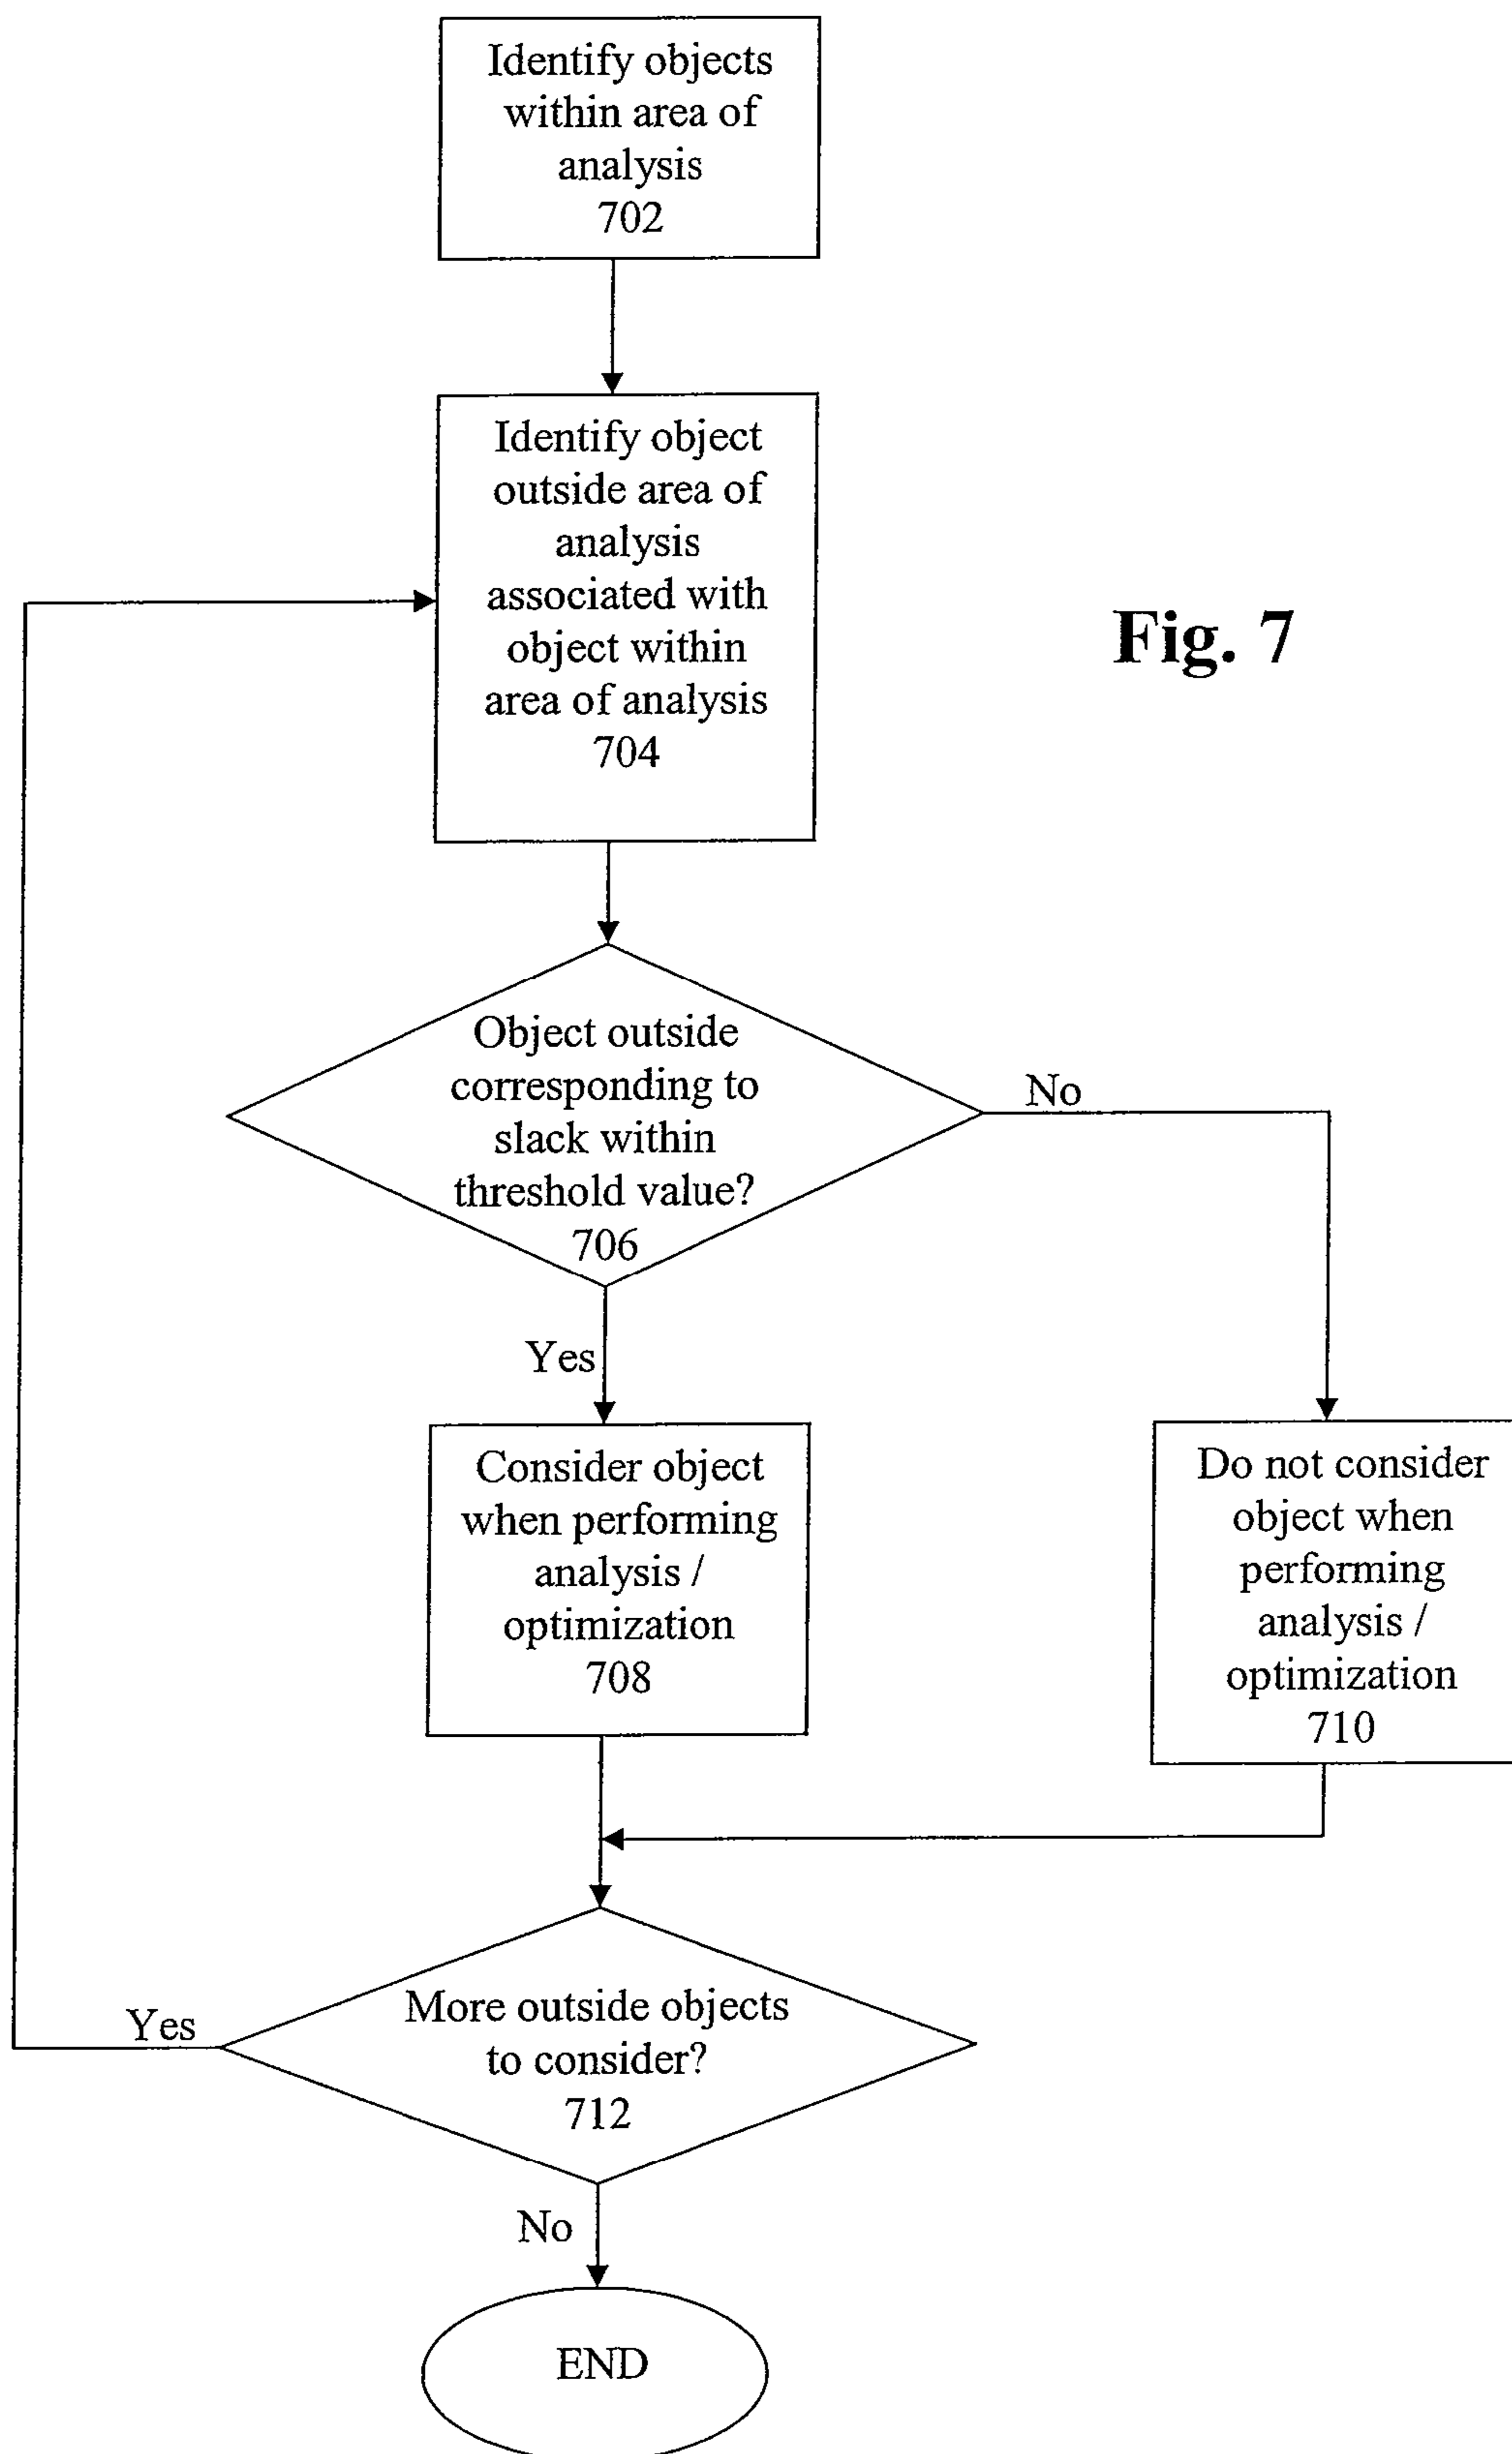 Identify objects
within area of
analysis
702
Identify object
outside area of
analysis
associated with
object within
area of analysis
704
Fig. 7
Object outside
corresponding to
slack within
threshold value?
706
No
Yes
Consider object
when performing
analysis /
optimization
708
Do not consider
object when
performing
analysis /
optimization
710
More outside objects
to consider?
712
Yes
No
END